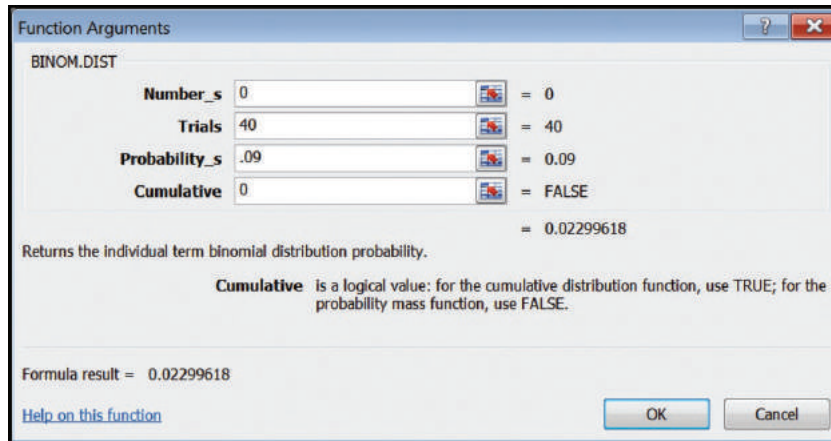 Function Arguments
BINOM.DIST
Number_s 0 = 0
Trials 40 = 40
Probability_s .09 = 0.09
Cumulative 0 = FALSE
= 0.02299618
Returns the individual term binomial distribution probability.
Cumulative is a logical value: for the cumulative distribution function, use TRUE; for the
probability mass function, use FALSE.
Formula result = 0.02299618
Help on this function
OK Cancel